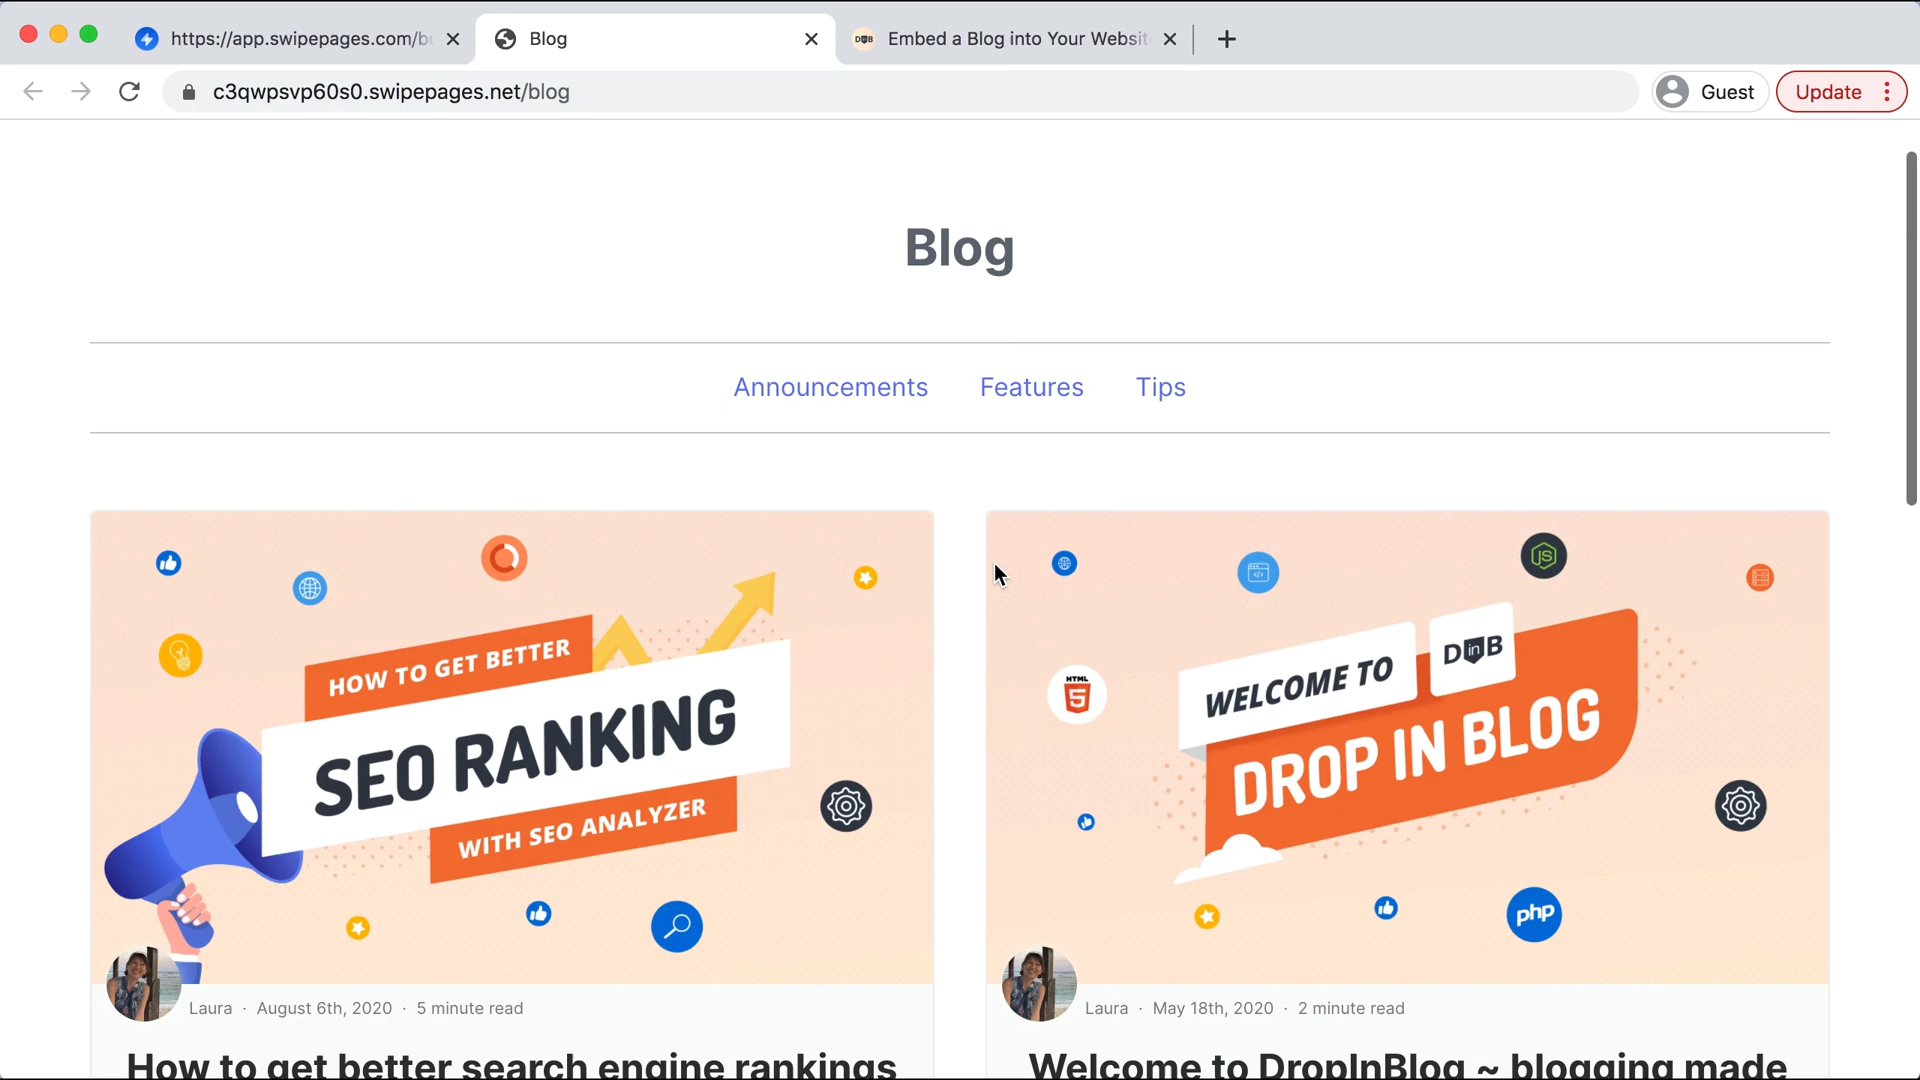 https://app.swipepages.com/b
Blog
Embed a Blog into Your Websit
c3qwpsvp60s0.swipepages.net/blog
Guest
Update
Blog
Announcements
Features
Tips
HOW TO GET BETTER
SEO RANKING
WITH SEO ANALYZER
WELCOME TO
D in B
DROP IN BLOG
JS
HTML
5
php
Laura · August 6th, 2020 · 5 minute read
Laura · May 18th, 2020 · 2 minute read
How to get better search engine rankings
Welcome to DropInBlog ~ blogging made